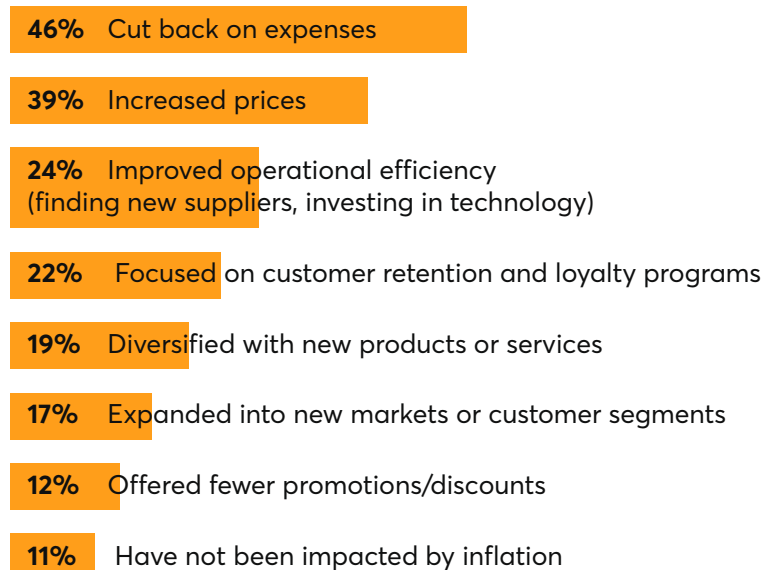 46% Cut back on expenses
39% Increased prices
24% Improved operational efficiency
(finding new suppliers, investing in technology)
22% Focused on customer retention and loyalty programs
19% Diversified with new products or services
17% Expanded into new markets or customer segments
12% Offered fewer promotions/discounts
11% Have not been impacted by inflation